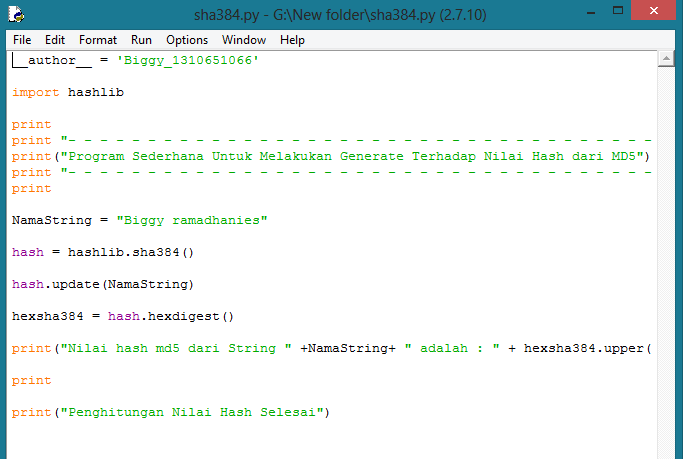 sha384.py - G:\New folder\sha384.py (2.7.10)
File Edit Format Run Options Window Help
__author__ = 'Biggy_1310651066'
import hashlib
print
print "- - - - - - - - - - - - - - - - - - - - - - - - - - - - - - - - - - - - - -
print("Program Sederhana Untuk Melakukan Generate Terhadap Nilai Hash dari MD5")
print "- - - - - - - - - - - - - - - - - - - - - - - - - - - - - - - - - - - - - -
print
NamaString = "Biggy ramadhanies"
hash = hashlib.sha384()
hash.update(NamaString)
hexsha384 = hash.hexdigest()
print("Nilai hash md5 dari String " +NamaString+ " adalah : " + hexsha384.upper(
print
print("Penghitungan Nilai Hash Selesai")